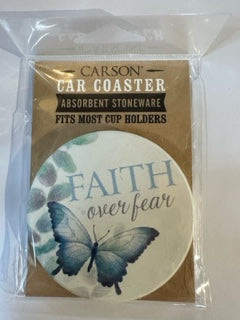 CARSON®
CAR COASTER
ABSORBENT STONEWARE
FITS MOST CUP HOLDERS
FAITH
over fear